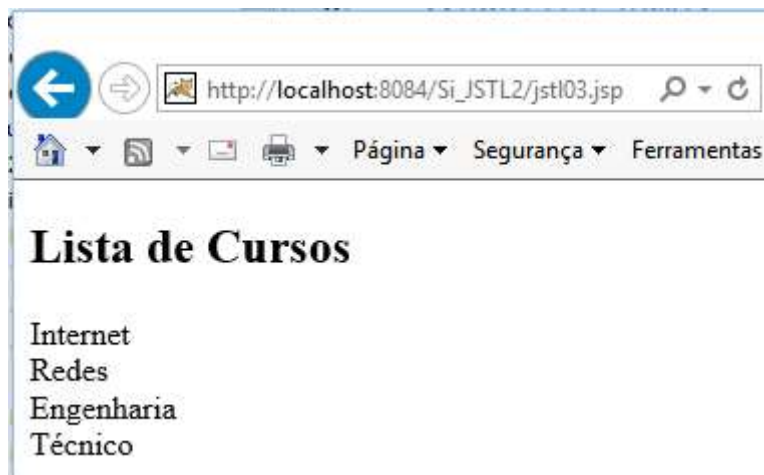 http://localhost:8084/Si_JSTL2/jstl03.jsp
Página Segurança Ferramentas
Lista de Cursos
Internet
Redes
Engenharia
Técnico